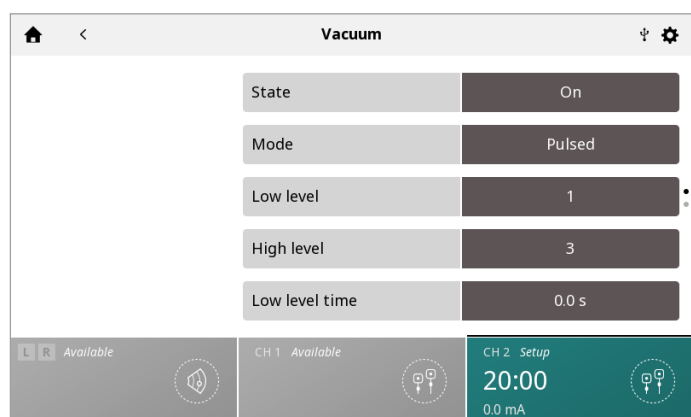 Vacuum
State On
Mode Pulsed
Low level 1
High level 3
Low level time 0.0 s
L R Available
CH 1 Available
CH 2 Setup
20:00
0.0 mA